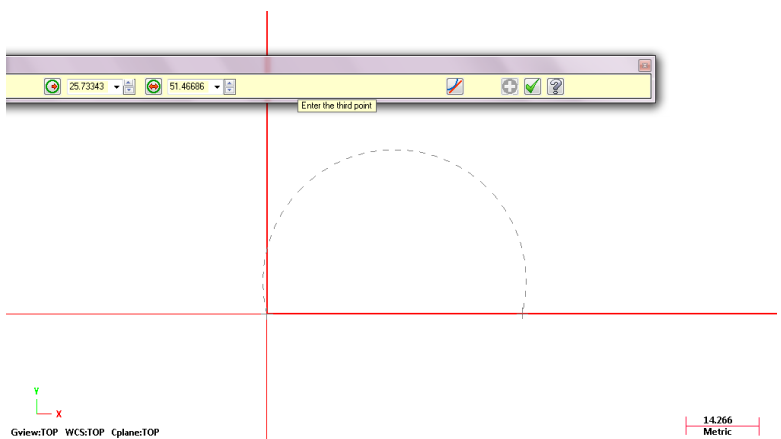 25.73343 51.46686
Enter the third point
Y
X
Gview:TOP WCS:TOP Cplane:TOP
14.266
Metric